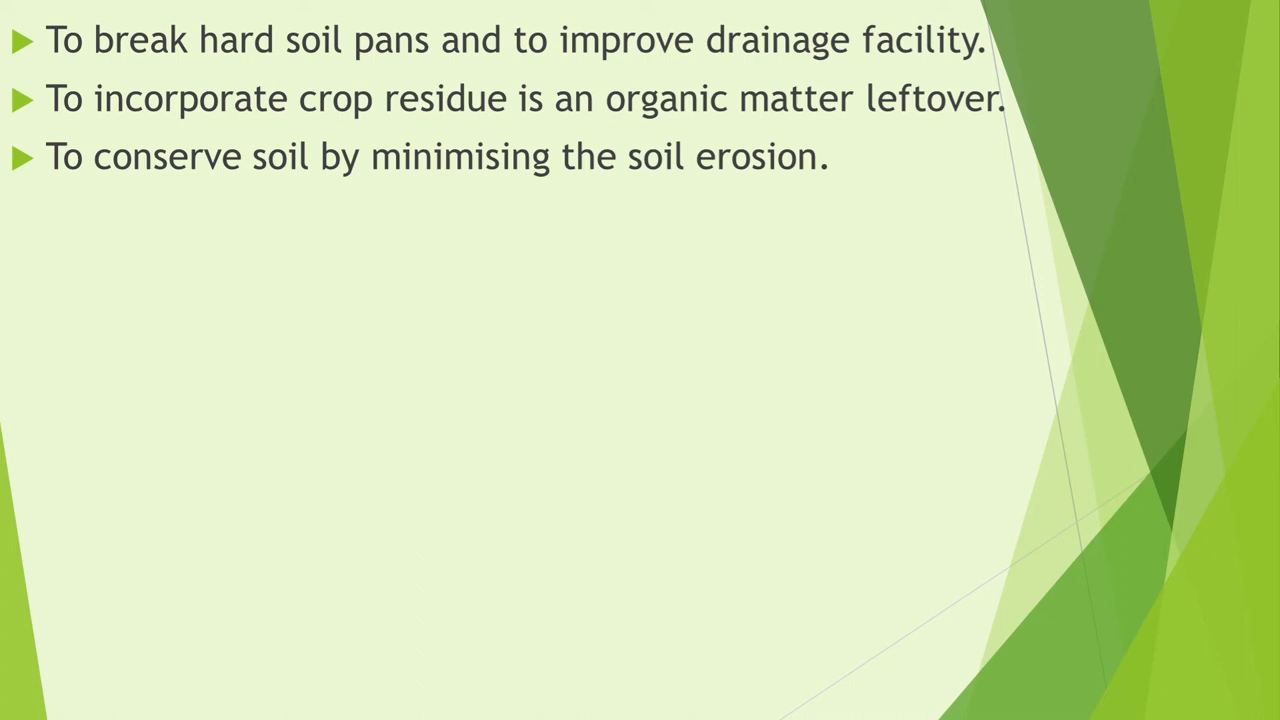 To break hard soil pans and to improve drainage facility.
To incorporate crop residue is an organic matter leftover.
To conserve soil by minimising the soil erosion.